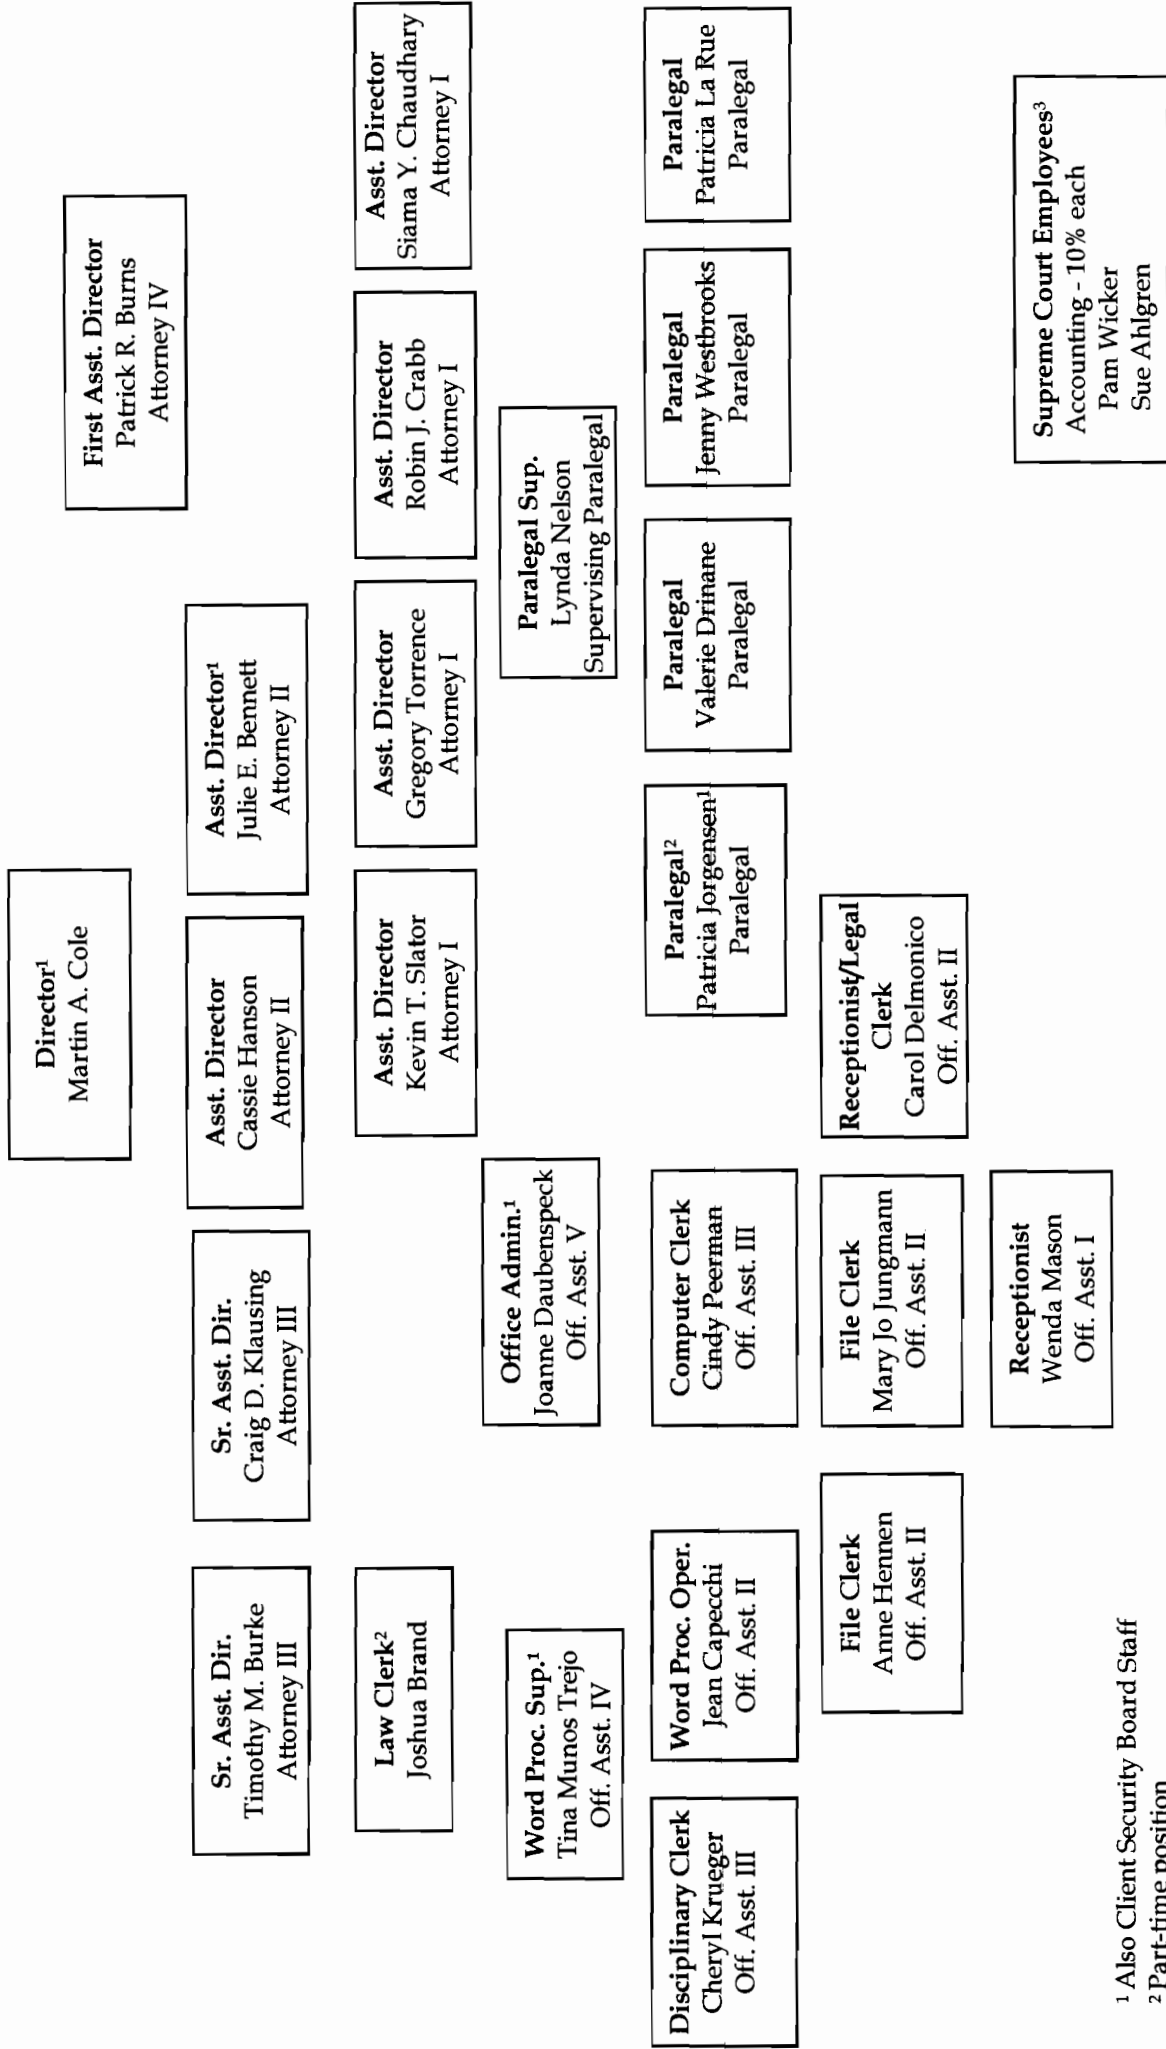 Director¹
Martin A. Cole
First Asst. Director
Patrick R. Burns
Attorney IV
Sr. Asst. Dir.
Timothy M. Burke
Attorney III
Sr. Asst. Dir.
Craig D. Klausing
Attorney III
Asst. Director
Cassie Hanson
Attorney II
Asst. Director¹
Julie E. Bennett
Attorney II
Law Clerk²
Joshua Brand
Asst. Director
Kevin T. Slator
Attorney I
Asst. Director
Gregory Torrence
Attorney I
Asst. Director
Robin J. Crabb
Attorney I
Asst. Director
Siama Y. Chaudhary
Attorney I
Word Proc. Sup.¹
Tina Munos Trejo
Off. Asst. IV
Office Admin.¹
Joanne Daubenspeck
Off. Asst. V
Paralegal Sup.
Lynda Nelson
Supervising Paralegal
Disciplinary Clerk
Cheryl Krueger
Off. Asst. III
Word Proc. Oper.
Jean Capecchi
Off. Asst. II
Computer Clerk
Cindy Peerman
Off. Asst. III
Paralegal²
Patricia Jorgensen¹
Paralegal
Paralegal
Valerie Drinane
Paralegal
Paralegal
Jenny Westbrooks
Paralegal
Paralegal
Patricia La Rue
Paralegal
File Clerk
Anne Hennen
Off. Asst. II
File Clerk
Mary Jo Jungmann
Off. Asst. II
Receptionist/Legal
Clerk
Carol Delmonico
Off. Asst. II
Receptionist
Wenda Mason
Off. Asst. I
Supreme Court Employees³
Accounting - 10% each
Pam Wicker
Sue Ahlgren
¹ Also Client Security Board Staff
² Part-time position